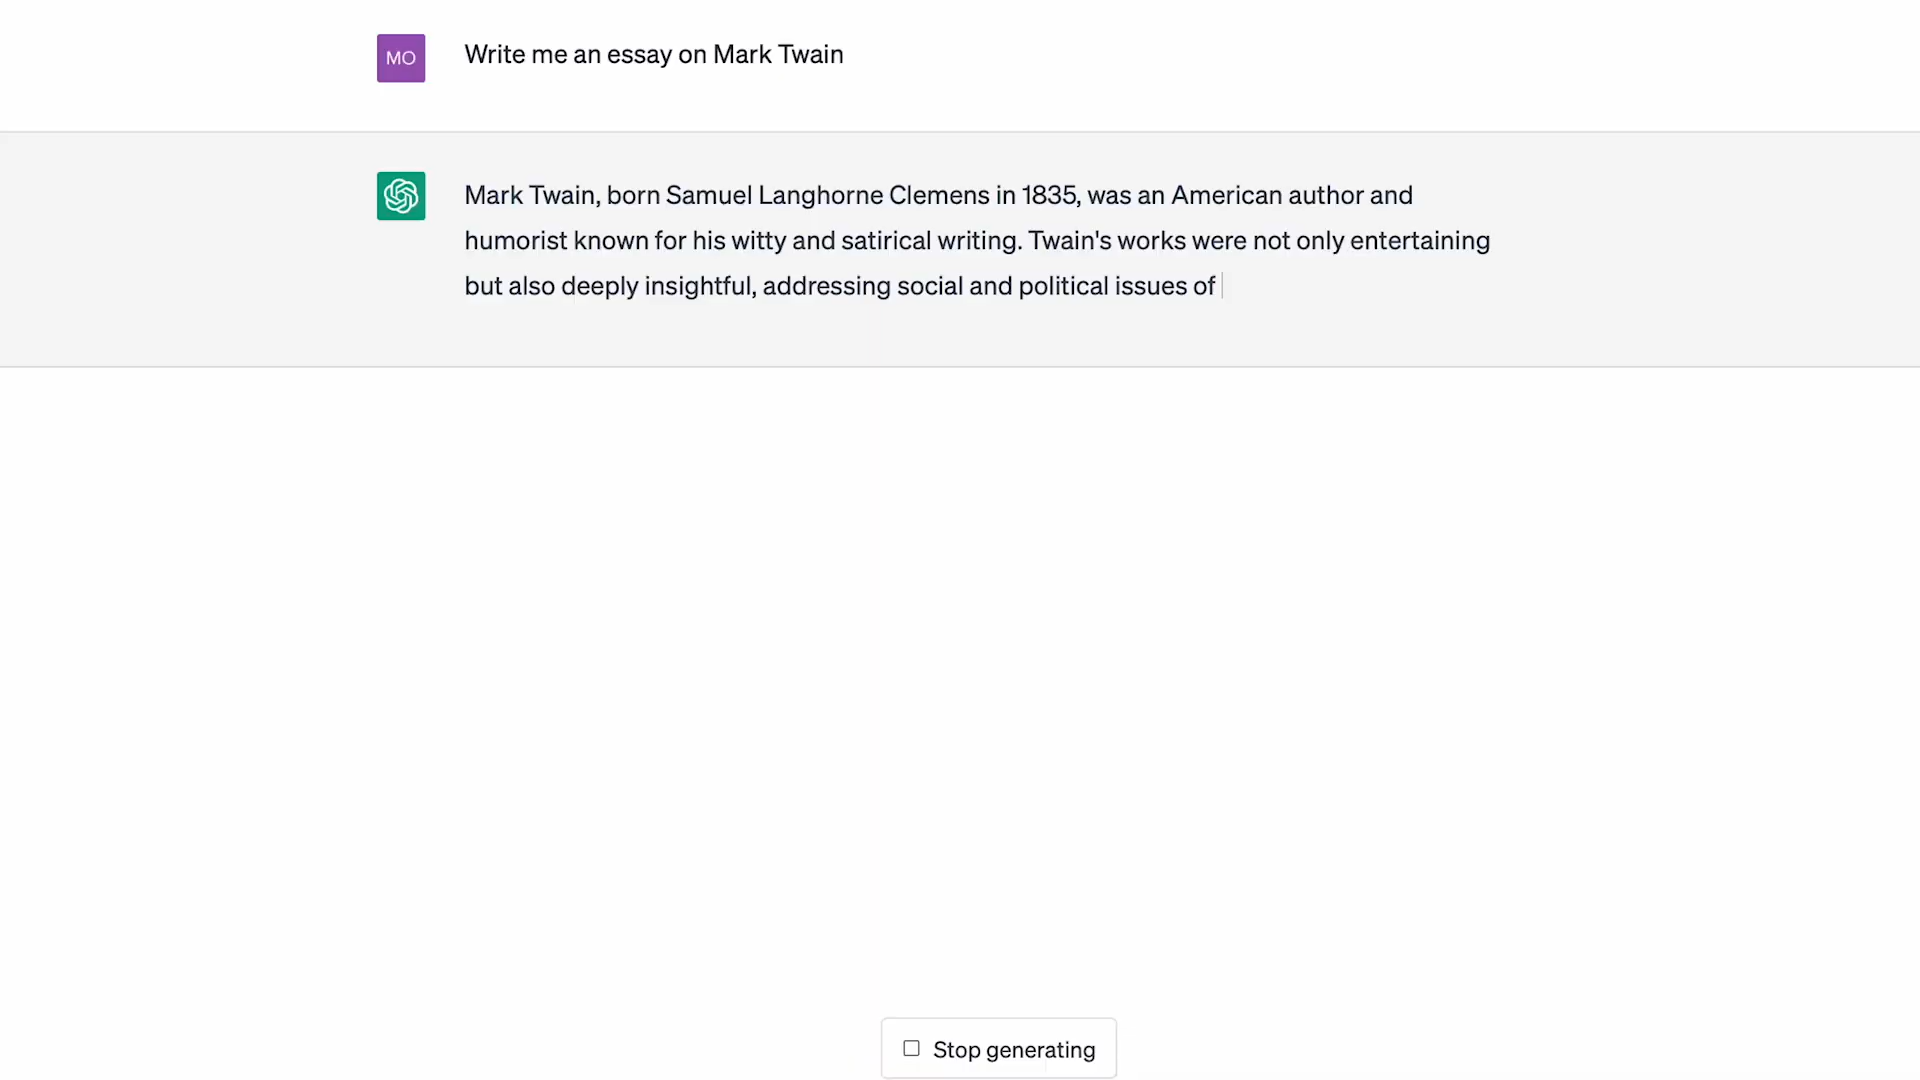 MO
Write me an essay on Mark Twain
Mark Twain, born Samuel Langhorne Clemens in 1835, was an American author and
humorist known for his witty and satirical writing. Twain's works were not only entertaining
but also deeply insightful, addressing social and political issues of
Stop generating